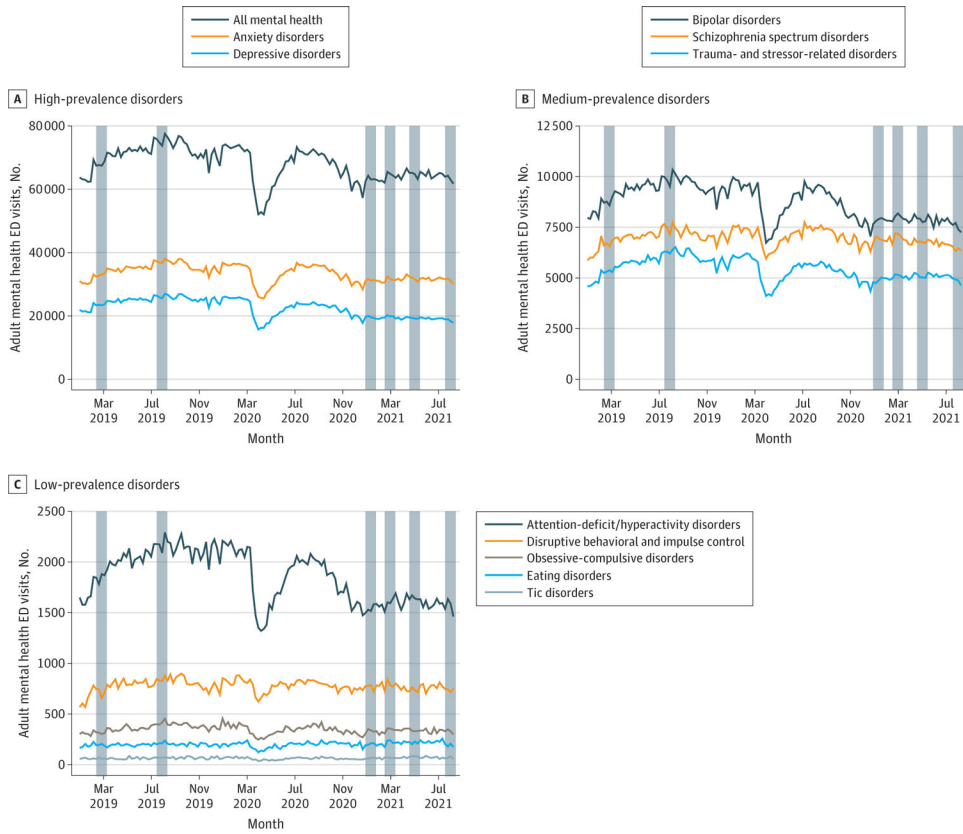 All mental health
Anxiety disorders
Depressive disorders
Bipolar disorders
Schizophrenia spectrum disorders
Trauma- and stressor-related disorders
A High-prevalence disorders
80000
60000
40000
20000
0
Adult mental health ED visits, No.
Mar 2019
Jul 2019
Nov 2019
Mar 2020
Jul 2020
Nov 2020
Mar 2021
Jul 2021
Month
B Medium-prevalence disorders
12500
10000
7500
5000
2500
0
Adult mental health ED visits, No.
Mar 2019
Jul 2019
Nov 2019
Mar 2020
Jul 2020
Nov 2020
Mar 2021
Jul 2021
Month
C Low-prevalence disorders
2500
2000
1500
1000
500
0
Adult mental health ED visits, No.
Mar 2019
Jul 2019
Nov 2019
Mar 2020
Jul 2020
Nov 2020
Mar 2021
Jul 2021
Month
Attention-deficit/hyperactivity disorders
Disruptive behavioral and impulse control
Obsessive-compulsive disorders
Eating disorders
Tic disorders